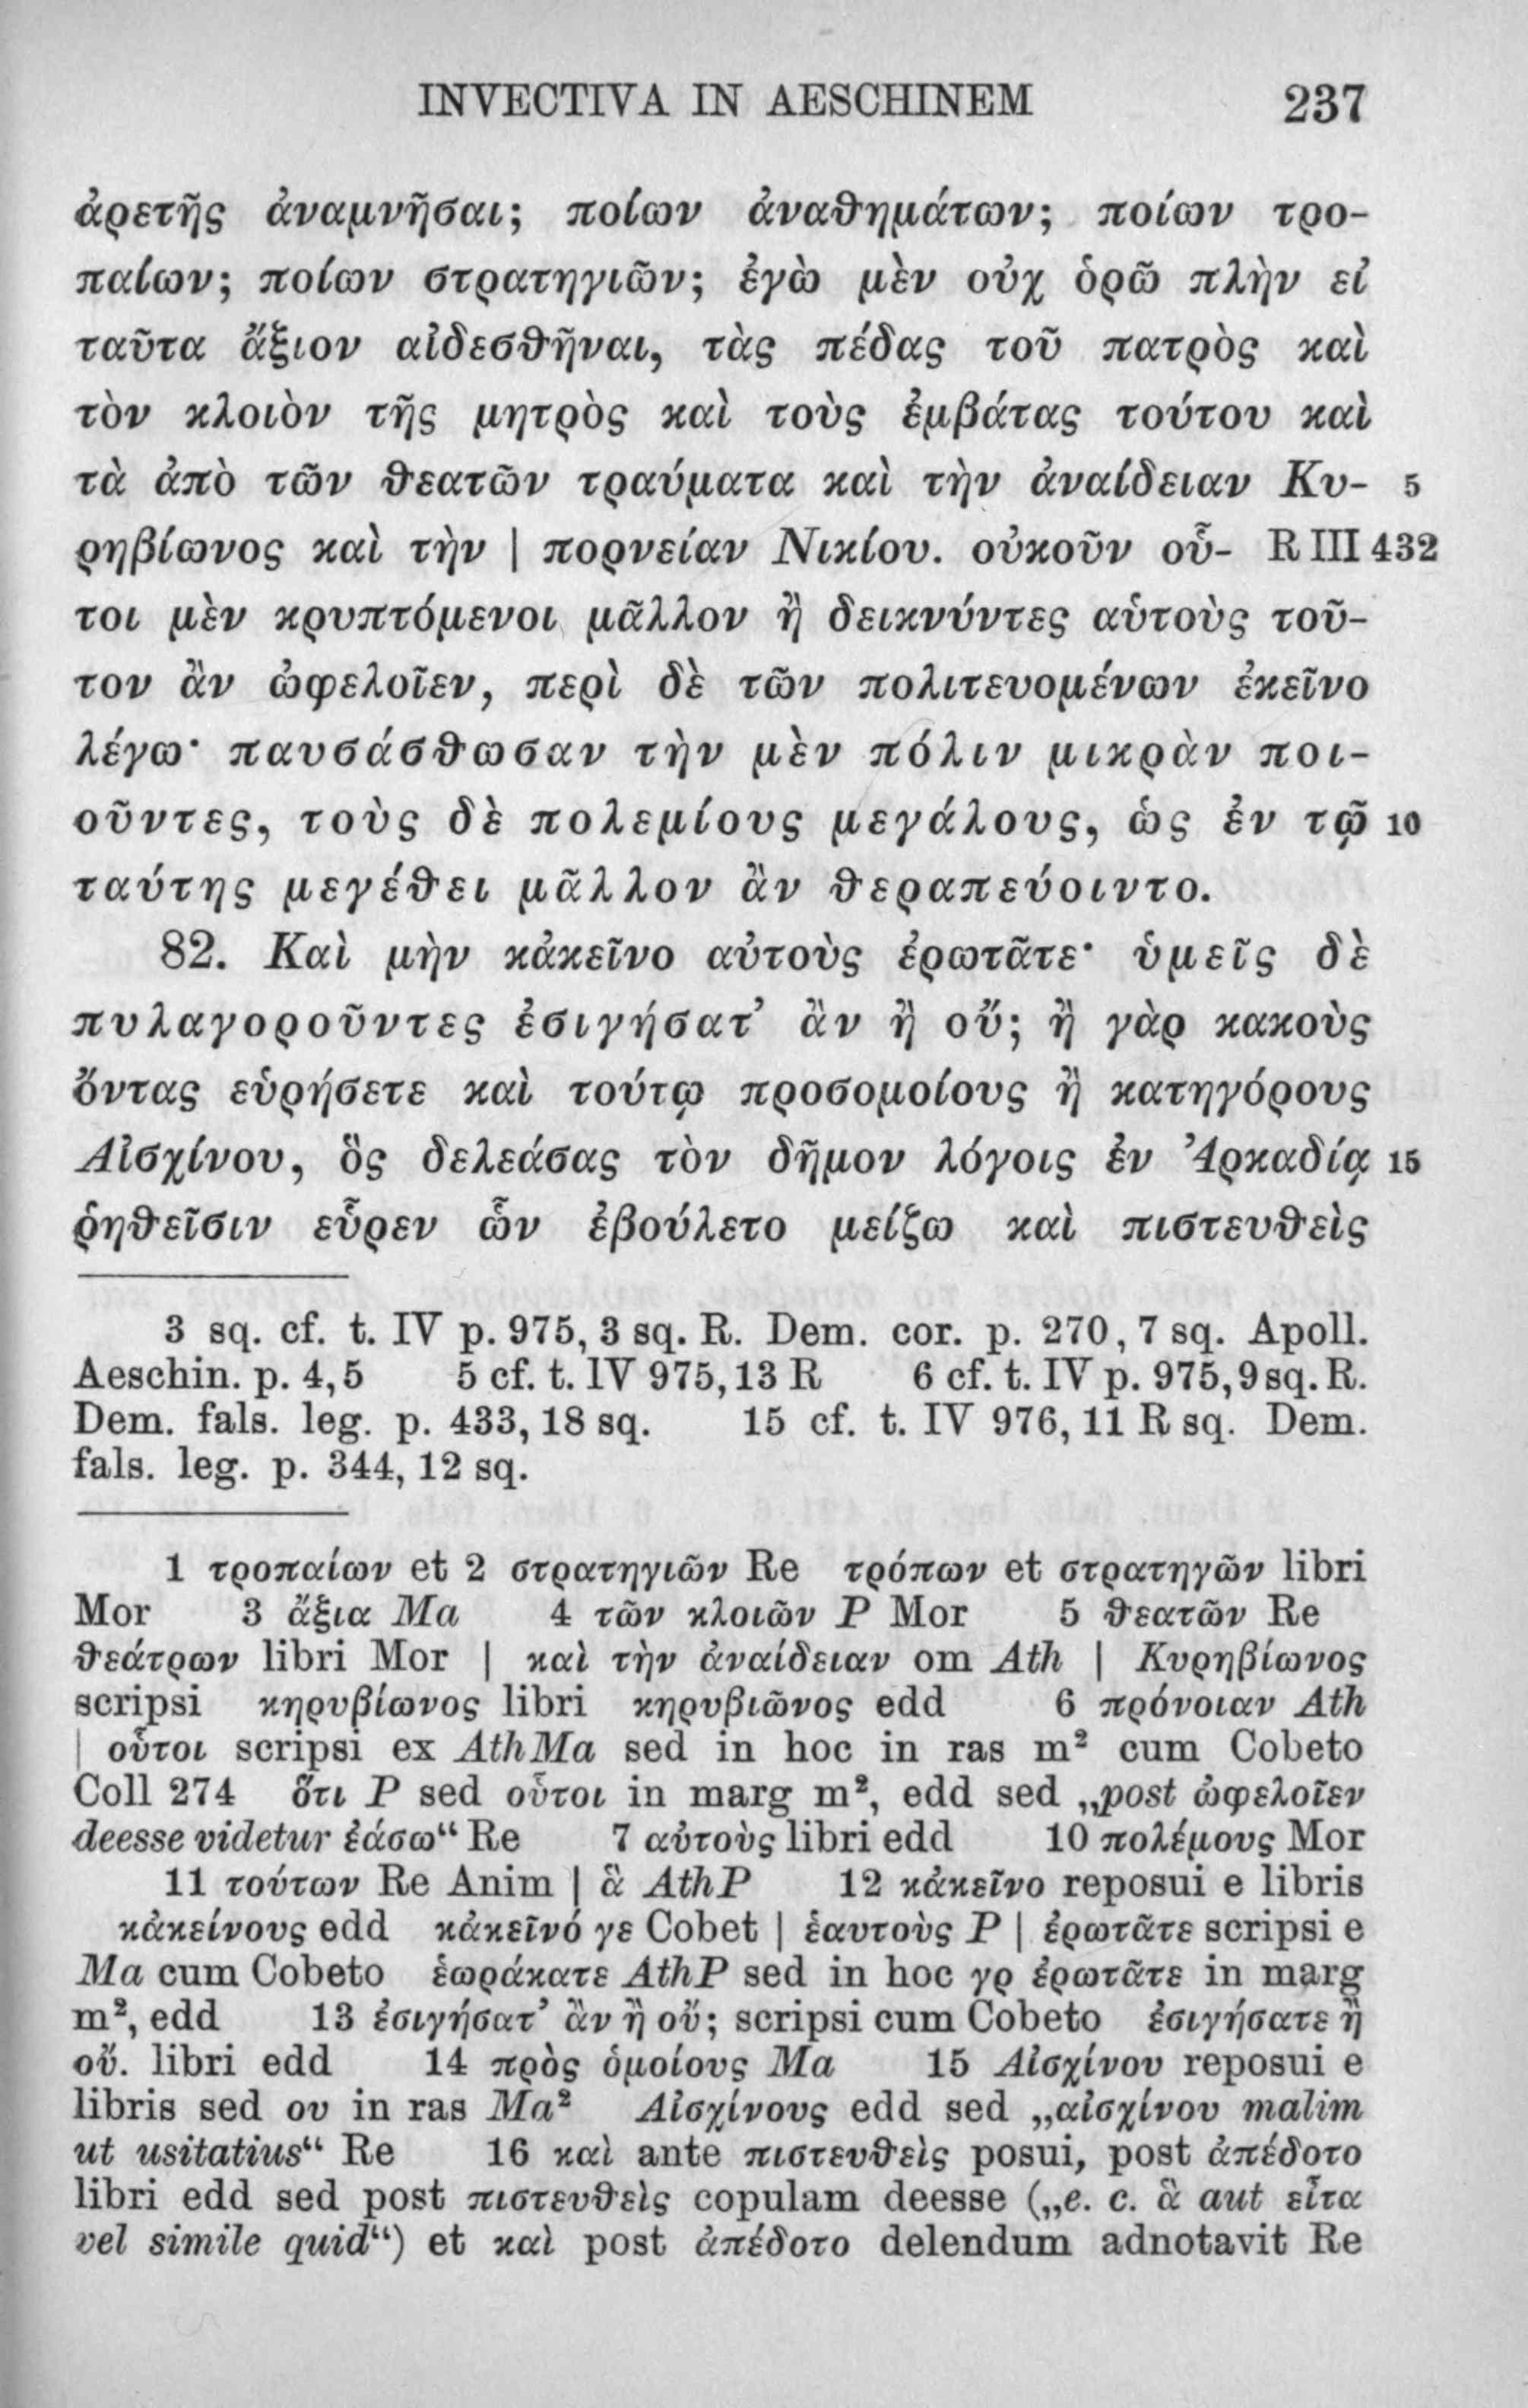 INVECTIVA IN AESCHINEM 237
ἀρετῆς ἀναμνῆσαι; ποίων ἀναθημάτων; ποίων τρο-
παίων; ποίων στρατηγιῶν; ἐγὼ μὲν οὐχ ὁρῶ πλὴν εἰ
ταῦτα ἄξιον αἰδεσθῆναι, τὰς πέδας τοῦ πατρὸς καὶ
τὸν κλοιὸν τῆς μητρὸς καὶ τοὺς ἐμβάτας τούτου καὶ
τὰ ἀπὸ τῶν θεατῶν τραύματα καὶ τὴν ἀναίδειαν Κυ- 5
ρηβίωνος καὶ τὴν | πορνείαν Νικίου. οὐκοῦν οὗ- R III 432
τοι μὲν κρυπτόμενοι μᾶλλον ἢ δεικνύντες αὑτοὺς τοῦ-
τον ἂν ὠφελοῖεν, περὶ δὲ τῶν πολιτευομένων ἐκεῖνο
λέγω· παυσάσθωσαν τὴν μὲν πόλιν μικρὰν ποι-
οῦντες, τοὺς δὲ πολεμίους μεγάλους, ὡς ἐν τῷ 10
ταύτης μεγέθει μᾶλλον ἂν θεραπεύοιντο.
82. Καὶ μὴν κἀκεῖνο αὐτοὺς ἐρωτᾶτε· ὑμεῖς δὲ
πυλαγοροῦντες ἐσιγήσατ’ ἂν ἢ οὔ; ἢ γὰρ κακοὺς
ὄντας εὑρήσετε καὶ τούτῳ προσομοίους ἢ κατηγόρους
Αἰσχίνου, ὃς δελεάσας τὸν δῆμον λόγοις ἐν Ἀρκαδίᾳ 15
ῥηθεῖσιν εὗρεν ὧν ἐβούλετο μείζω καὶ πιστευθεὶς
3 sq. cf. t. IV p. 975, 3 sq. R. Dem. cor. p. 270, 7 sq. Apoll.
Aeschin. p. 4, 5 5 cf. t. IV 975, 13 R 6 cf. t. IV p. 975, 9 sq. R.
Dem. fals. leg. p. 433, 18 sq. 15 cf. t. IV 976, 11 R sq. Dem.
fals. leg. p. 344, 12 sq.
1 τροπαίων et 2 στρατηγιῶν Re τρόπων et στρατηγῶν libri
Mor 3 ἄξια Ma 4 τῶν κλοιῶν P Mor 5 θεατῶν Re
θεάτρων libri Mor | καὶ τὴν ἀναίδειαν om Ath | Κυρηβίωνος
scripsi κηρυβίωνος libri κηρυβιῶνος edd 6 πρόνοιαν Ath
| οὗτοι scripsi ex AthMa sed in hoc in ras m² cum Cobeto
Coll 274 ὅτι P sed οὗτοι in marg m², edd sed „post ὠφελοῖεν
deesse videtur ἐάσω“ Re 7 αὐτοὺς libri edd 10 πολέμους Mor
11 τούτων Re Anim | ἃ AthP 12 κἀκεῖνο reposui e libris
κἀκείνους edd κἀκεῖνό γε Cobet | ἑαυτοὺς P | ἐρωτᾶτε scripsi e
Ma cum Cobeto ἑωράκατε AthP sed in hoc γρ ἐρωτᾶτε in marg
m², edd 13 ἐσιγήσατ’ ἂν ἢ οὔ; scripsi cum Cobeto ἐσιγήσατε ἢ
οὔ. libri edd 14 πρὸς ὁμοίους Ma 15 Αἰσχίνου reposui e
libris sed ου in ras Ma² Αἰσχίνους edd sed „αἰσχίνου malim
ut usitatius“ Re 16 καὶ ante πιστευθεὶς posui, post ἀπέδοτο
libri edd sed post πιστευθεὶς copulam deesse („e. c. ἃ aut εἶτα
vel simile quid“) et καὶ post ἀπέδοτο delendum adnotavit Re